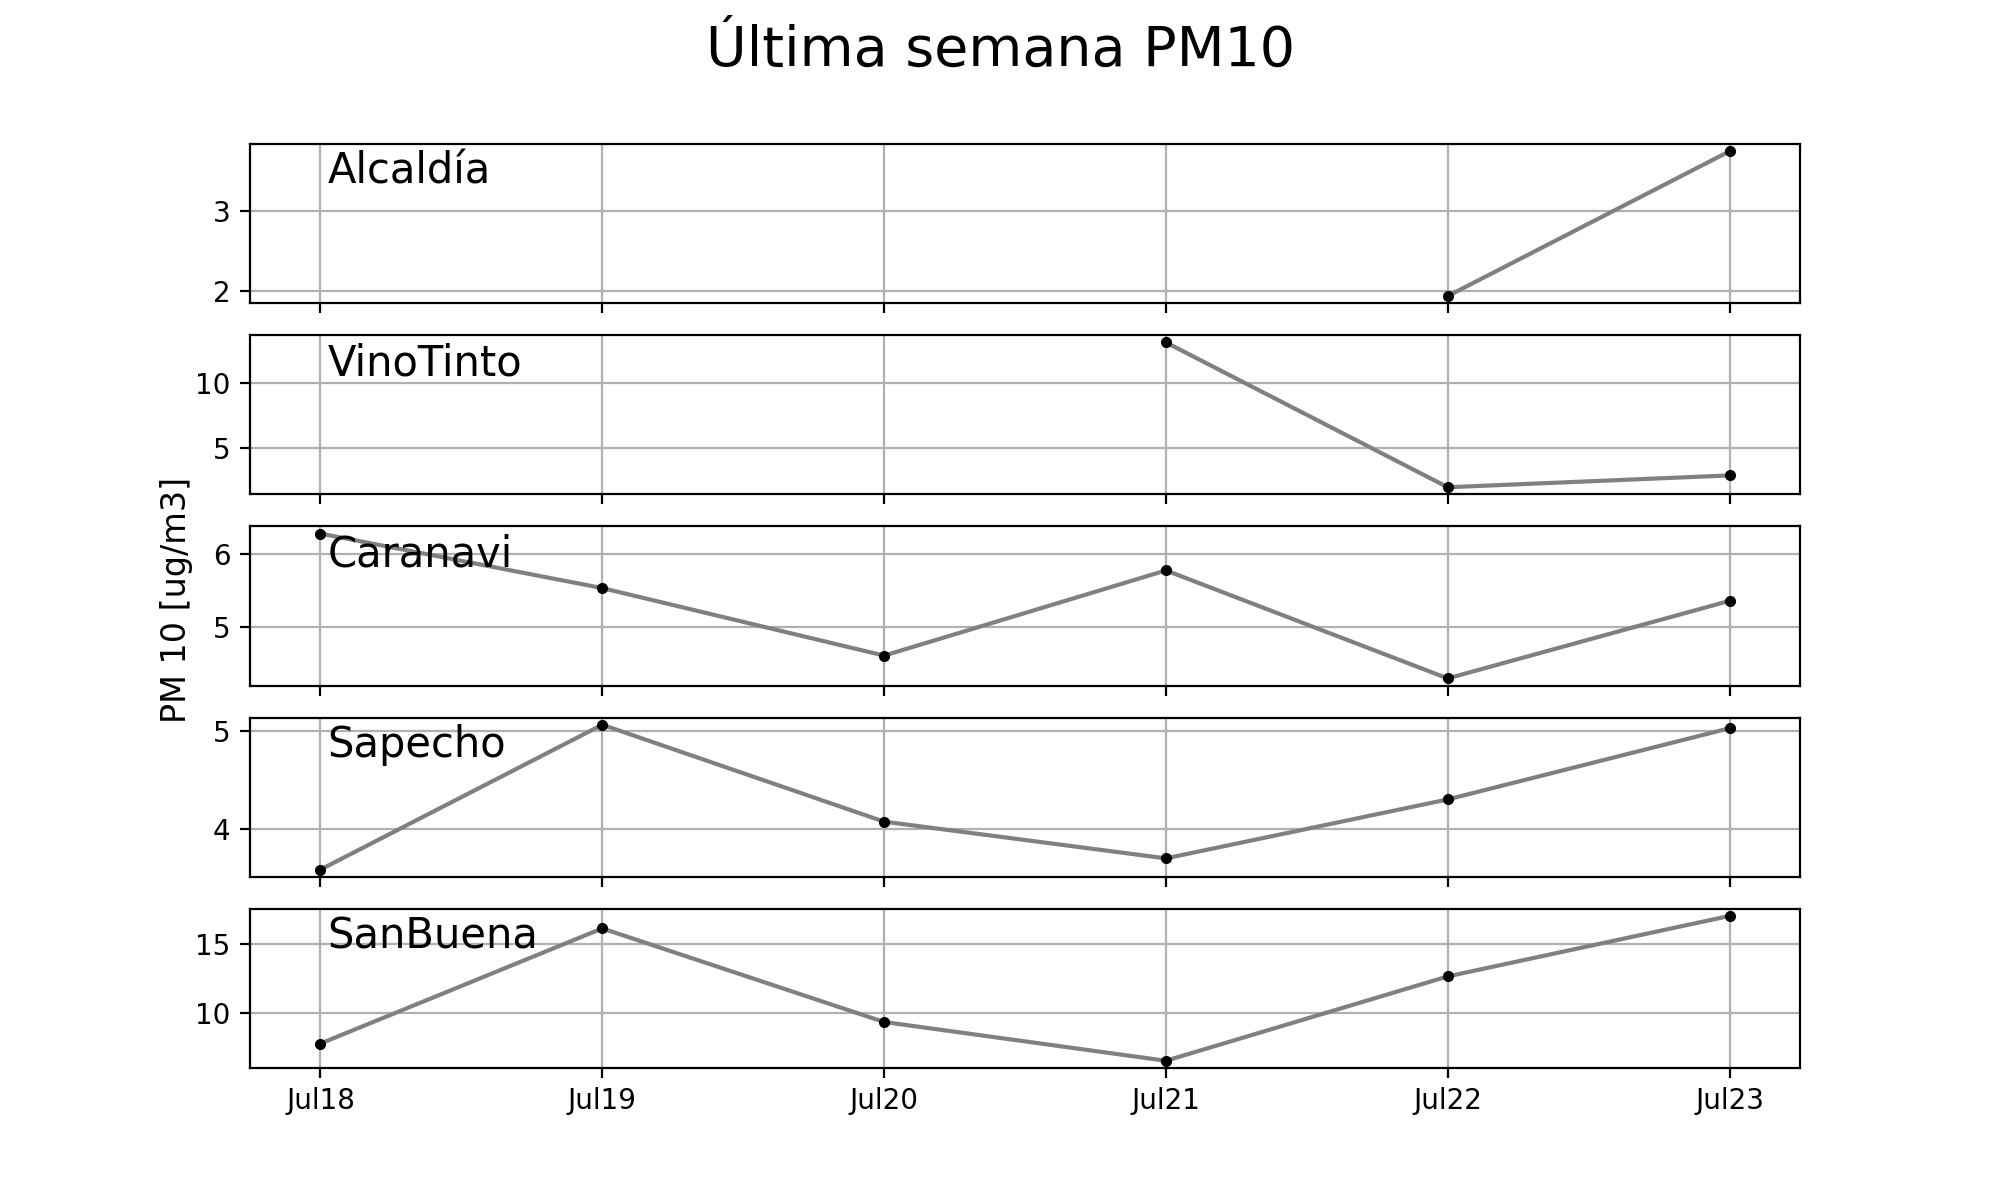 Última semana PM10
Alcaldía
3
2
VinoTinto
10
5
PM 10 [ug/m3]
Caranavi
6
5
Sapecho
5
4
SanBuena
15
10
Jul18 Jul19 Jul20 Jul21 Jul22 Jul23